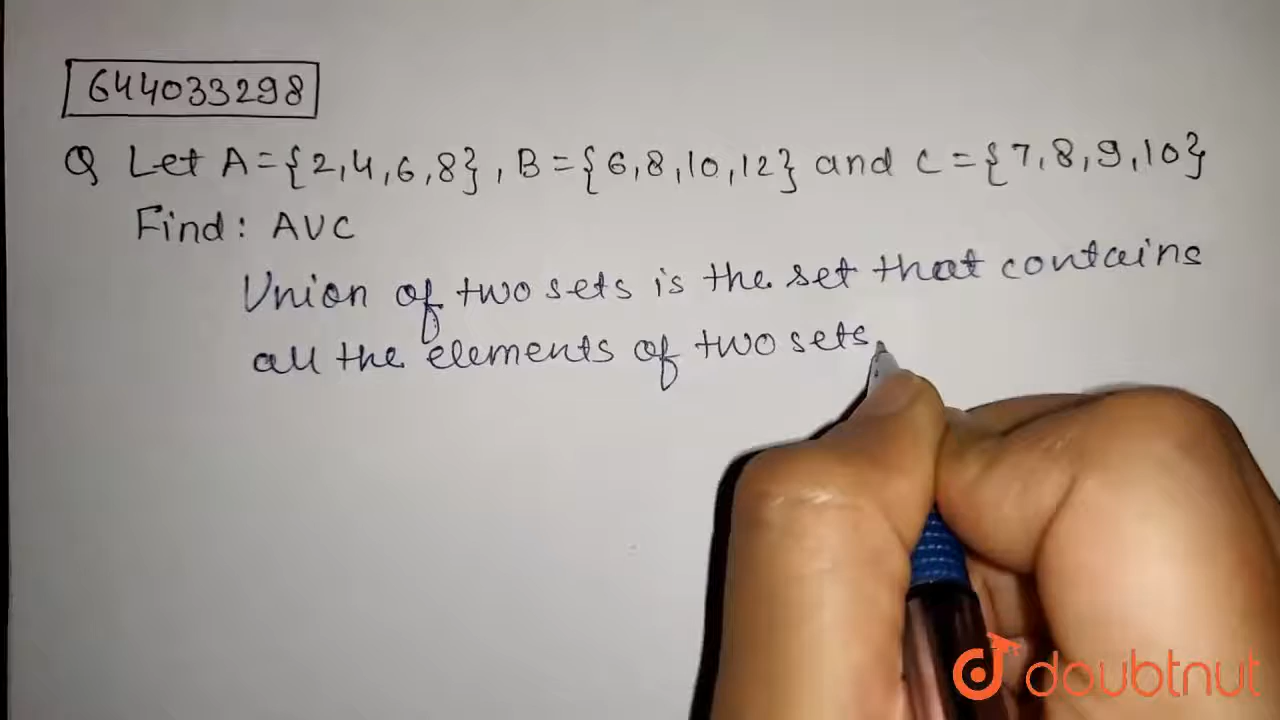 644033298
Q Let A={2,4,6,8}, B={6,8,10,12} and C={7,8,9,10}
Find: AUC
Union of two sets is the set that contains
all the elements of two sets.
doubtnut